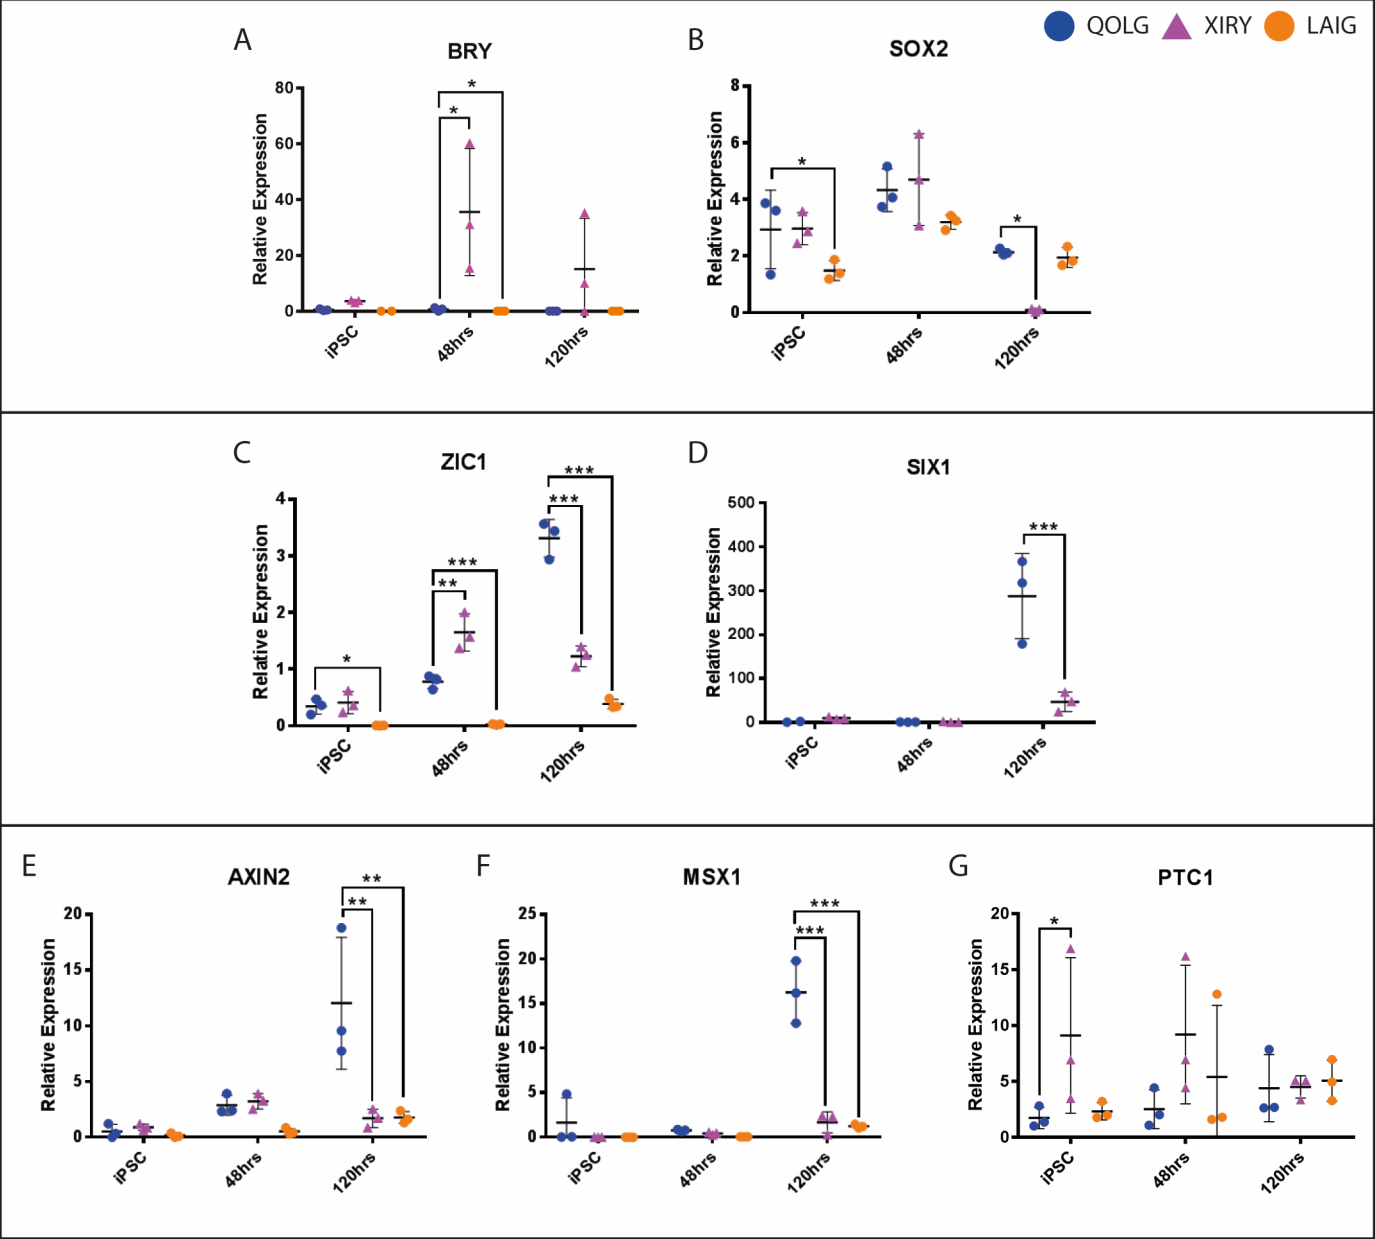 QOLG XIRY LAIG
A
BRY
Relative Expression
80
60
40
20
0
*
*
iPSC
48hrs
120hrs
B
SOX2
Relative Expression
8
6
4
2
0
*
*
iPSC
48hrs
120hrs
C
ZIC1
Relative Expression
4
3
2
1
0
*
***
**
***
***
iPSC
48hrs
120hrs
D
SIX1
Relative Expression
500
400
300
200
100
0
***
iPSC
48hrs
120hrs
E
AXIN2
Relative Expression
20
15
10
5
0
**
**
iPSC
48hrs
120hrs
F
MSX1
Relative Expression
25
20
15
10
5
0
***
***
iPSC
48hrs
120hrs
G
PTC1
Relative Expression
20
15
10
5
0
*
iPSC
48hrs
120hrs